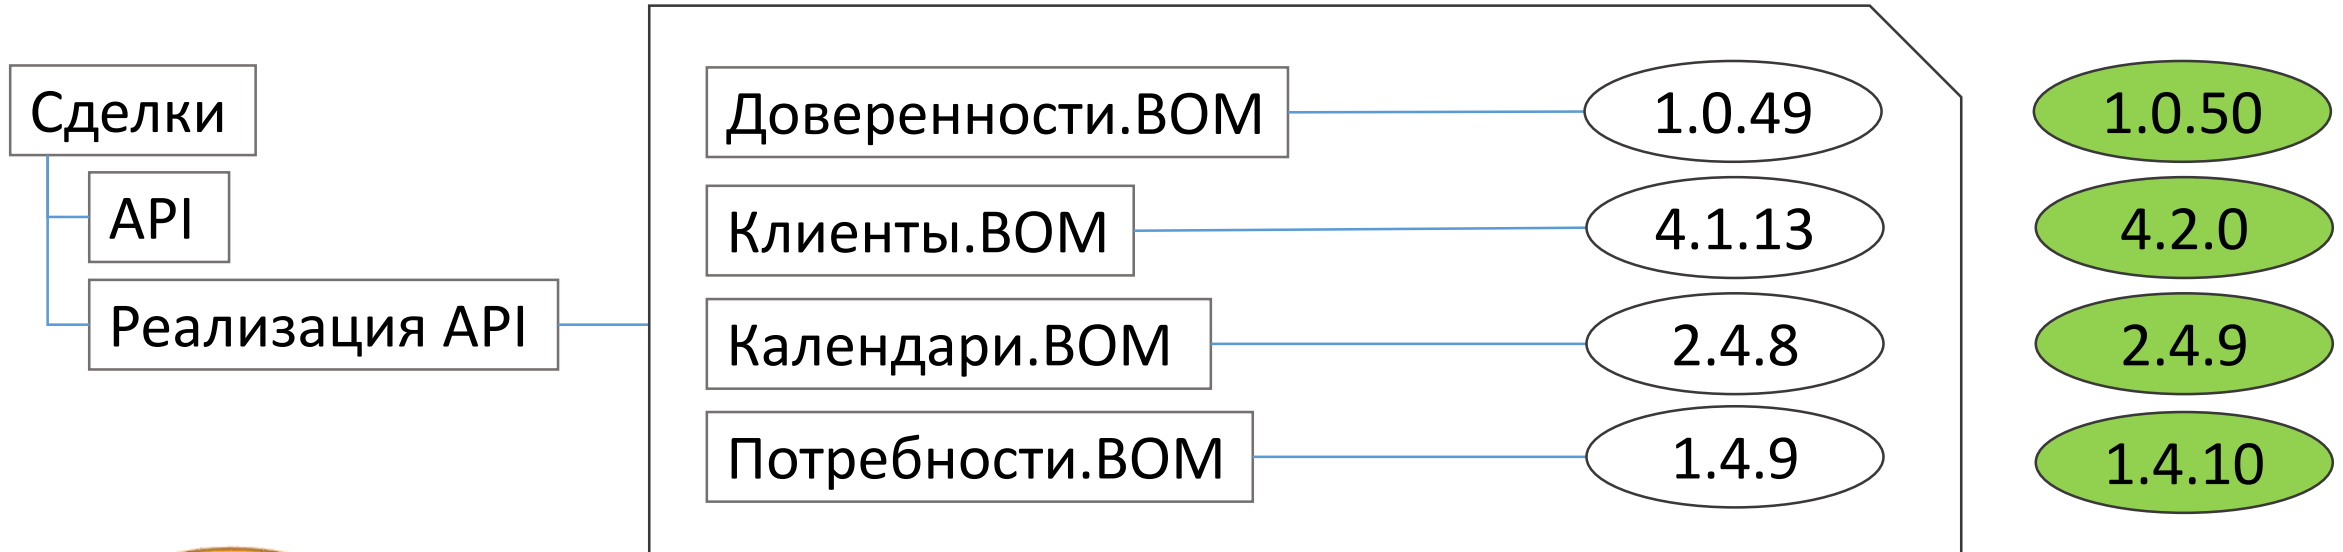 Сделки
API
Реализация API
Доверенности.BOM
1.0.49
1.0.50
Клиенты.BOM
4.1.13
4.2.0
Календари.BOM
2.4.8
2.4.9
Потребности.BOM
1.4.9
1.4.10